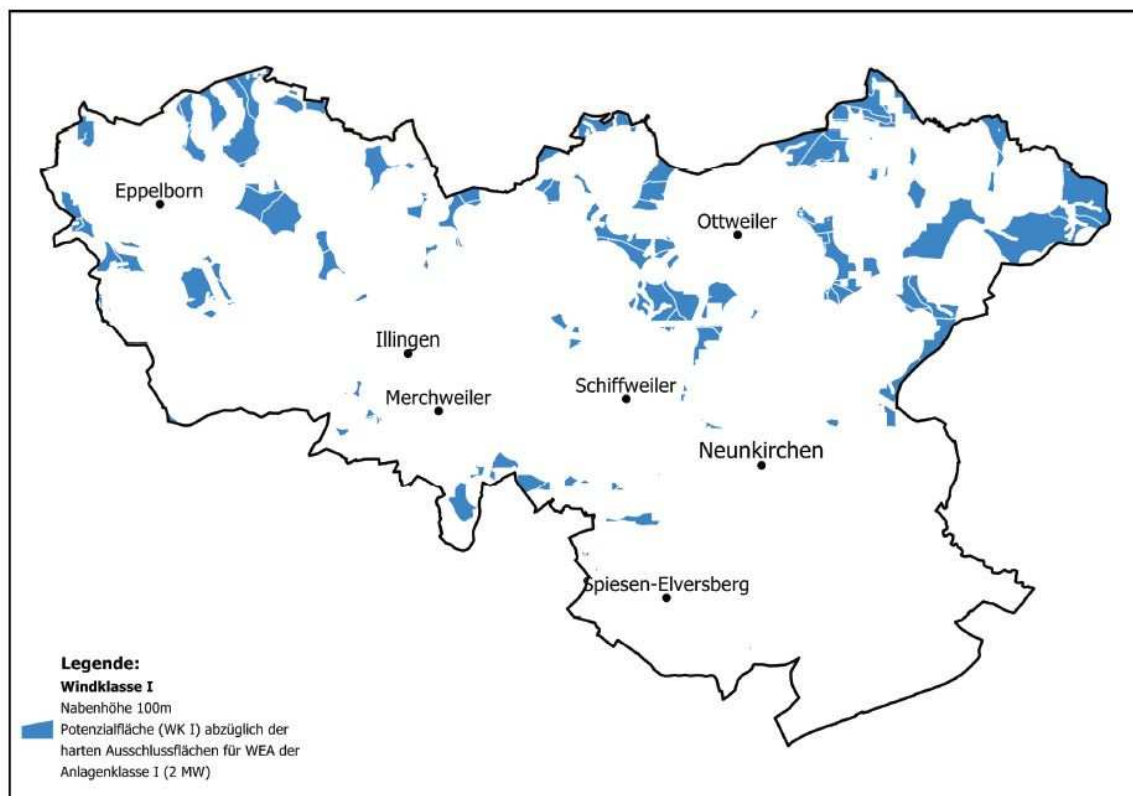 Eppelborn
Ottweiler
Illingen
Merchweiler
Schiffweiler
Neunkirchen
Spiesen-Elversberg
Legende:
Windklasse I
Nabenhöhe 100m
Potenzialfläche (WK I) abzüglich der
harten Ausschlussflächen für WEA der
Anlagenklasse I (2 MW)